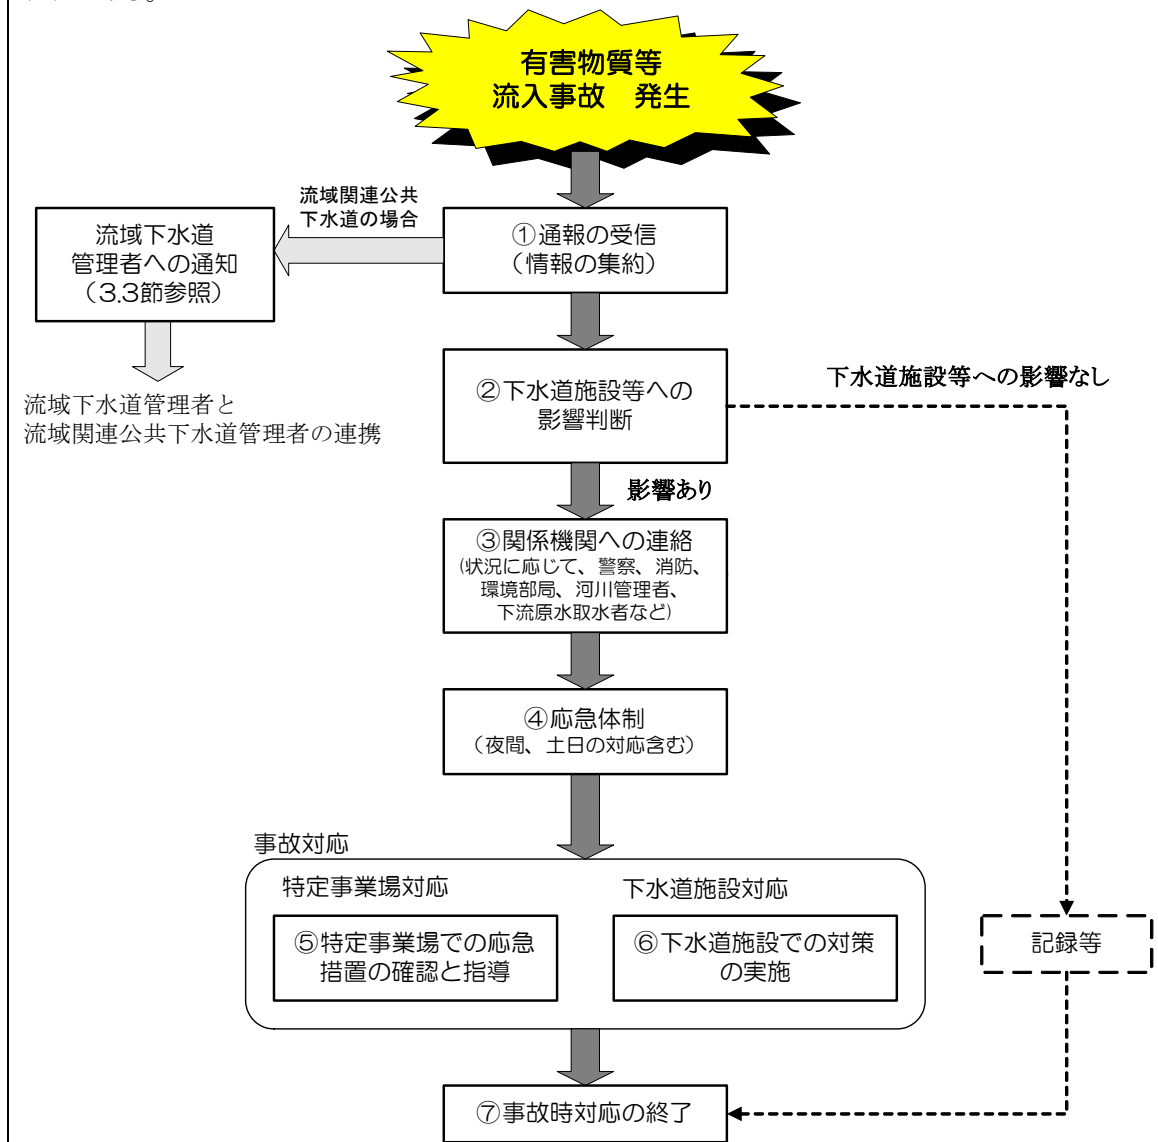 有害物質等
流入事故 発生
流域関連公共
下水道の場合
流域下水道
管理者への通知
（3.3節参照）
①通報の受信
（情報の集約）
流域下水道管理者と
流域関連公共下水道管理者の連携
②下水道施設等への
影響判断
下水道施設等への影響なし
影響あり
③関係機関への連絡
(状況に応じて、警察、消防、
環境部局、河川管理者、
下流原水取水者など)
④応急体制
（夜間、土日の対応含む）
事故対応
特定事業場対応
⑤特定事業場での応急
措置の確認と指導
下水道施設対応
⑥下水道施設での対策
の実施
記録等
⑦事故時対応の終了